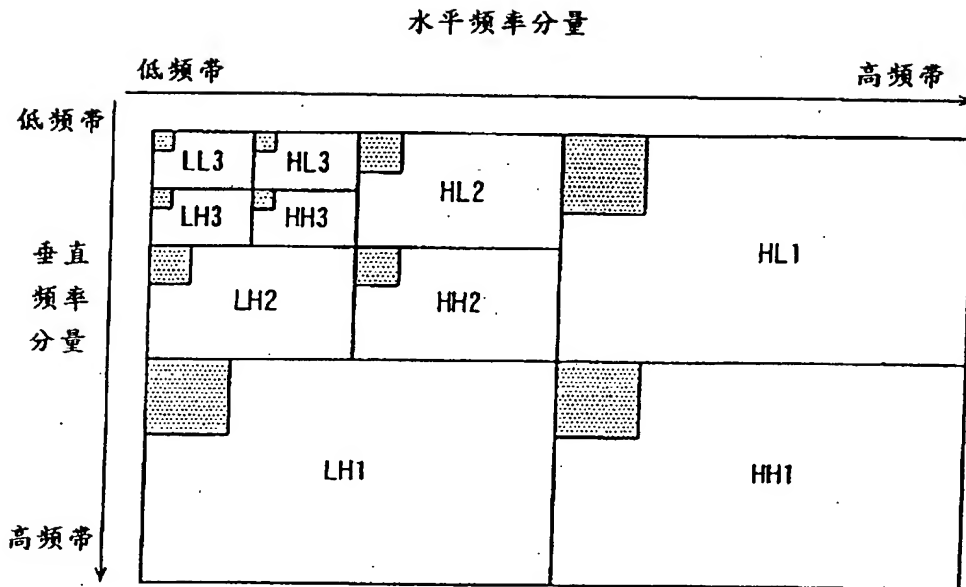 水平频率分量
低频带
高频带
低频带
LL3
HL3
HL2
HL1
LH3
HH3
垂直
频率
分量
LH2
HH2
LH1
HH1
高频带